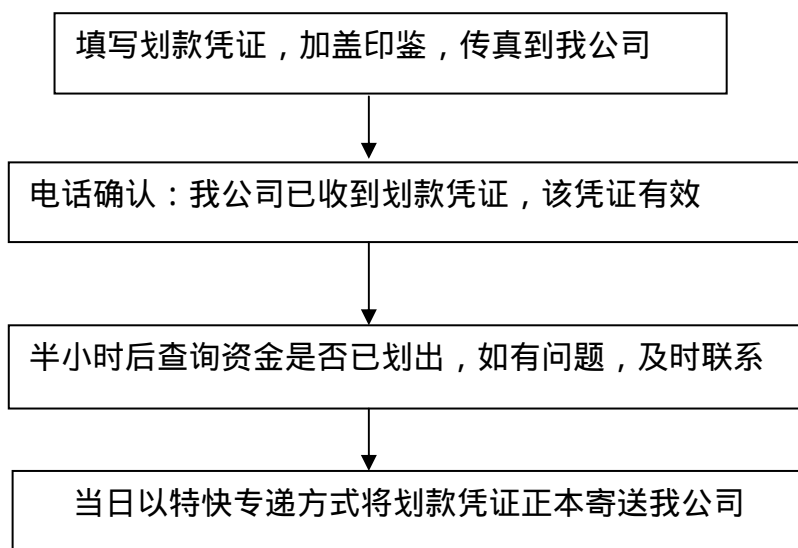 填写划款凭证，加盖印鉴，传真到我公司
电话确认：我公司已收到划款凭证，该凭证有效
半小时后查询资金是否已划出，如有问题，及时联系
当日以特快专递方式将划款凭证正本寄送我公司